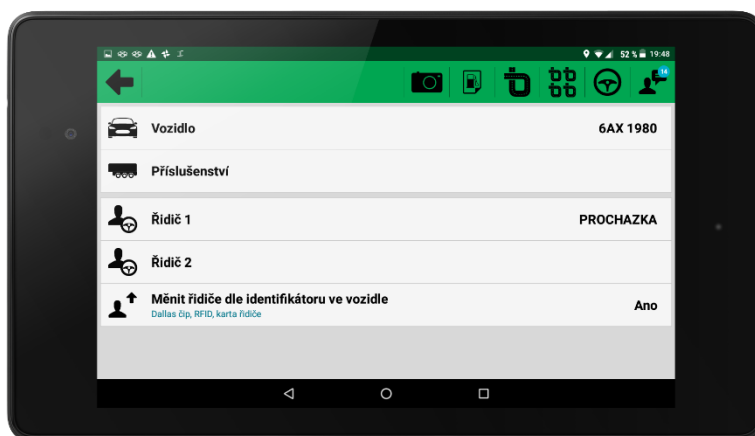 52 % 19:48
14
Vozidlo 6AX 1980
Příslušenství
Řidič 1 PROCHAZKA
Řidič 2
Měnit řidiče dle identifikátoru ve vozidle Ano
Dallas čip, RFID, karta řidiče